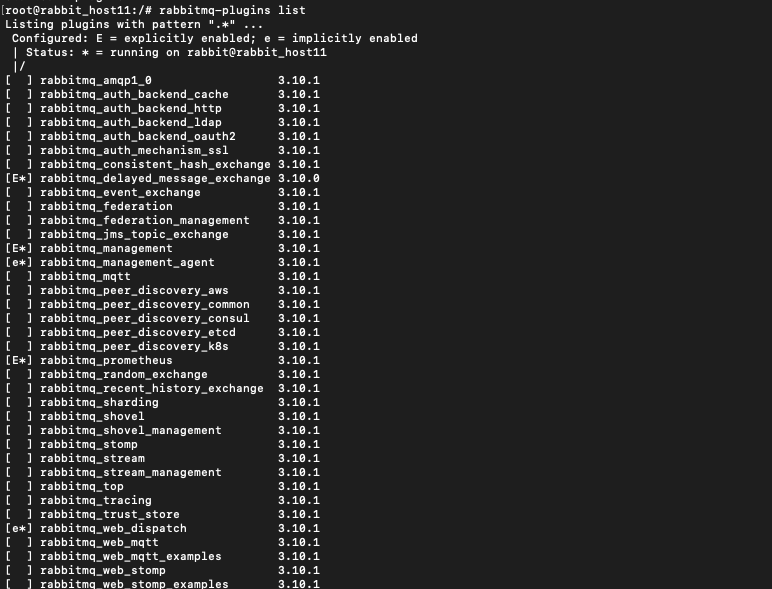 [root@rabbit_host11:/# rabbitmq-plugins list
Listing plugins with pattern ".*" ...
 Configured: E = explicitly enabled; e = implicitly enabled
 | Status: * = running on rabbit@rabbit_host11
 |/
[  ] rabbitmq_amqp1_0                  3.10.1
[  ] rabbitmq_auth_backend_cache       3.10.1
[  ] rabbitmq_auth_backend_http        3.10.1
[  ] rabbitmq_auth_backend_ldap        3.10.1
[  ] rabbitmq_auth_backend_oauth2      3.10.1
[  ] rabbitmq_auth_mechanism_ssl       3.10.1
[  ] rabbitmq_consistent_hash_exchange 3.10.1
[E*] rabbitmq_delayed_message_exchange 3.10.0
[  ] rabbitmq_event_exchange           3.10.1
[  ] rabbitmq_federation               3.10.1
[  ] rabbitmq_federation_management    3.10.1
[  ] rabbitmq_jms_topic_exchange       3.10.1
[E*] rabbitmq_management               3.10.1
[e*] rabbitmq_management_agent         3.10.1
[  ] rabbitmq_mqtt                     3.10.1
[  ] rabbitmq_peer_discovery_aws       3.10.1
[  ] rabbitmq_peer_discovery_common    3.10.1
[  ] rabbitmq_peer_discovery_consul    3.10.1
[  ] rabbitmq_peer_discovery_etcd      3.10.1
[  ] rabbitmq_peer_discovery_k8s       3.10.1
[E*] rabbitmq_prometheus               3.10.1
[  ] rabbitmq_random_exchange          3.10.1
[  ] rabbitmq_recent_history_exchange  3.10.1
[  ] rabbitmq_sharding                 3.10.1
[  ] rabbitmq_shovel                   3.10.1
[  ] rabbitmq_shovel_management        3.10.1
[  ] rabbitmq_stomp                    3.10.1
[  ] rabbitmq_stream                   3.10.1
[  ] rabbitmq_stream_management        3.10.1
[  ] rabbitmq_top                      3.10.1
[  ] rabbitmq_tracing                  3.10.1
[  ] rabbitmq_trust_store              3.10.1
[e*] rabbitmq_web_dispatch             3.10.1
[  ] rabbitmq_web_mqtt                 3.10.1
[  ] rabbitmq_web_mqtt_examples        3.10.1
[  ] rabbitmq_web_stomp                3.10.1
[  ] rabbitmq_web_stomp_examples       3.10.1